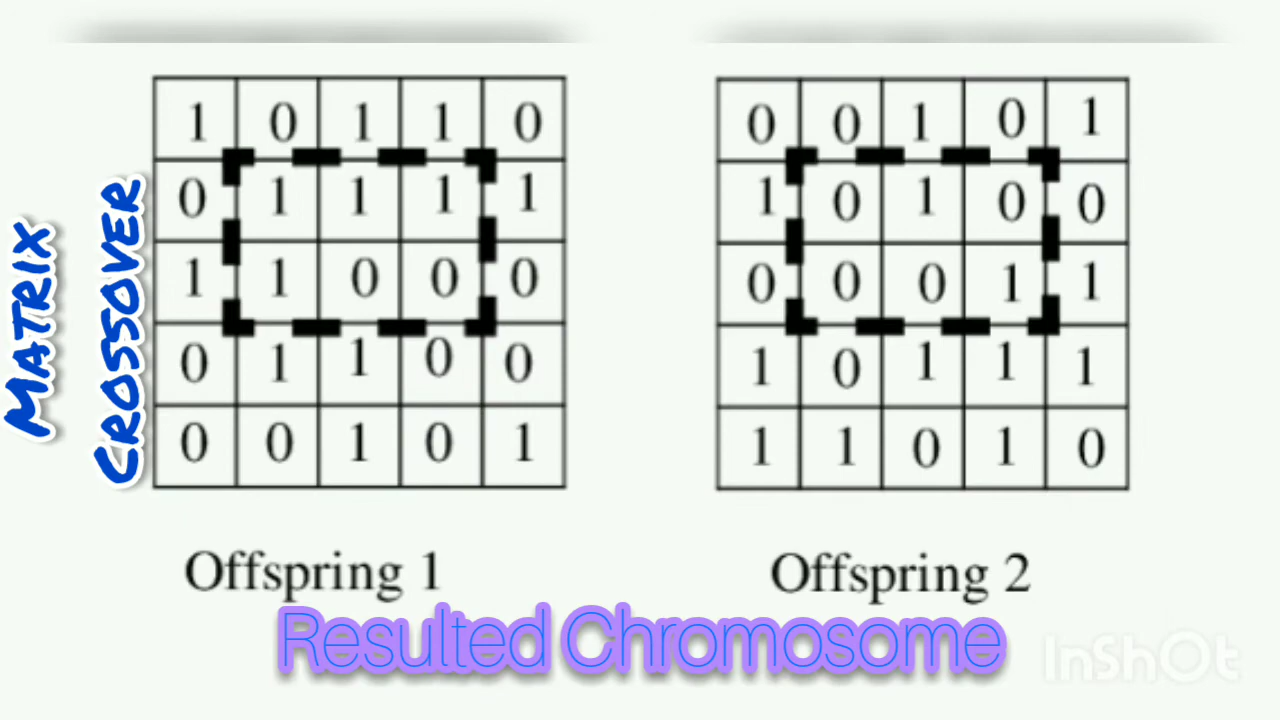 MATRIX
CROSSOVER
1 0 1 1 0
0 1 1 1 1
1 1 0 0 0
0 1 1 0 0
0 0 1 0 1
Offspring 1
0 0 1 0 1
1 0 1 0 0
0 0 0 1 1
1 0 1 1 1
1 1 0 1 0
Offspring 2
Resulted Chromosome
InShOt